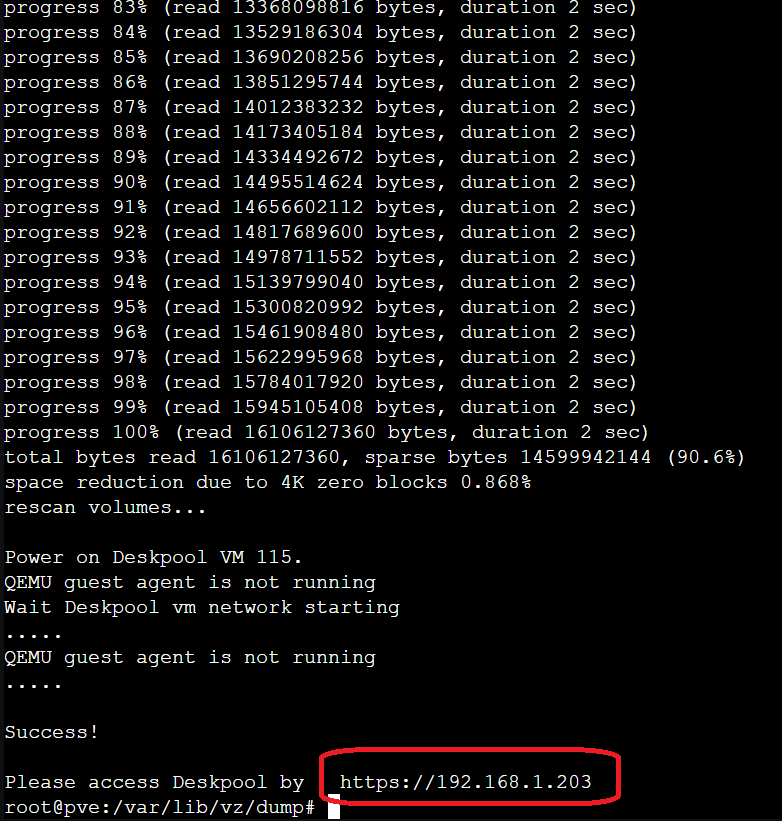 progress 83% (read 13368098816 bytes, duration 2 sec)
progress 84% (read 13529186304 bytes, duration 2 sec)
progress 85% (read 13690208256 bytes, duration 2 sec)
progress 86% (read 13851295744 bytes, duration 2 sec)
progress 87% (read 14012383232 bytes, duration 2 sec)
progress 88% (read 14173405184 bytes, duration 2 sec)
progress 89% (read 14334492672 bytes, duration 2 sec)
progress 90% (read 14495514624 bytes, duration 2 sec)
progress 91% (read 14656602112 bytes, duration 2 sec)
progress 92% (read 14817689600 bytes, duration 2 sec)
progress 93% (read 14978711552 bytes, duration 2 sec)
progress 94% (read 15139799040 bytes, duration 2 sec)
progress 95% (read 15300820992 bytes, duration 2 sec)
progress 96% (read 15461908480 bytes, duration 2 sec)
progress 97% (read 15622995968 bytes, duration 2 sec)
progress 98% (read 15784017920 bytes, duration 2 sec)
progress 99% (read 15945105408 bytes, duration 2 sec)
progress 100% (read 16106127360 bytes, duration 2 sec)
total bytes read 16106127360, sparse bytes 14599942144 (90.6%)
space reduction due to 4K zero blocks 0.868%
rescan volumes...
Power on Deskpool VM 115.
QEMU guest agent is not running
Wait Deskpool vm network starting
.....
QEMU guest agent is not running
.....
Success!
Please access Deskpool by https://192.168.1.203
root@pve:/var/lib/vz/dump#